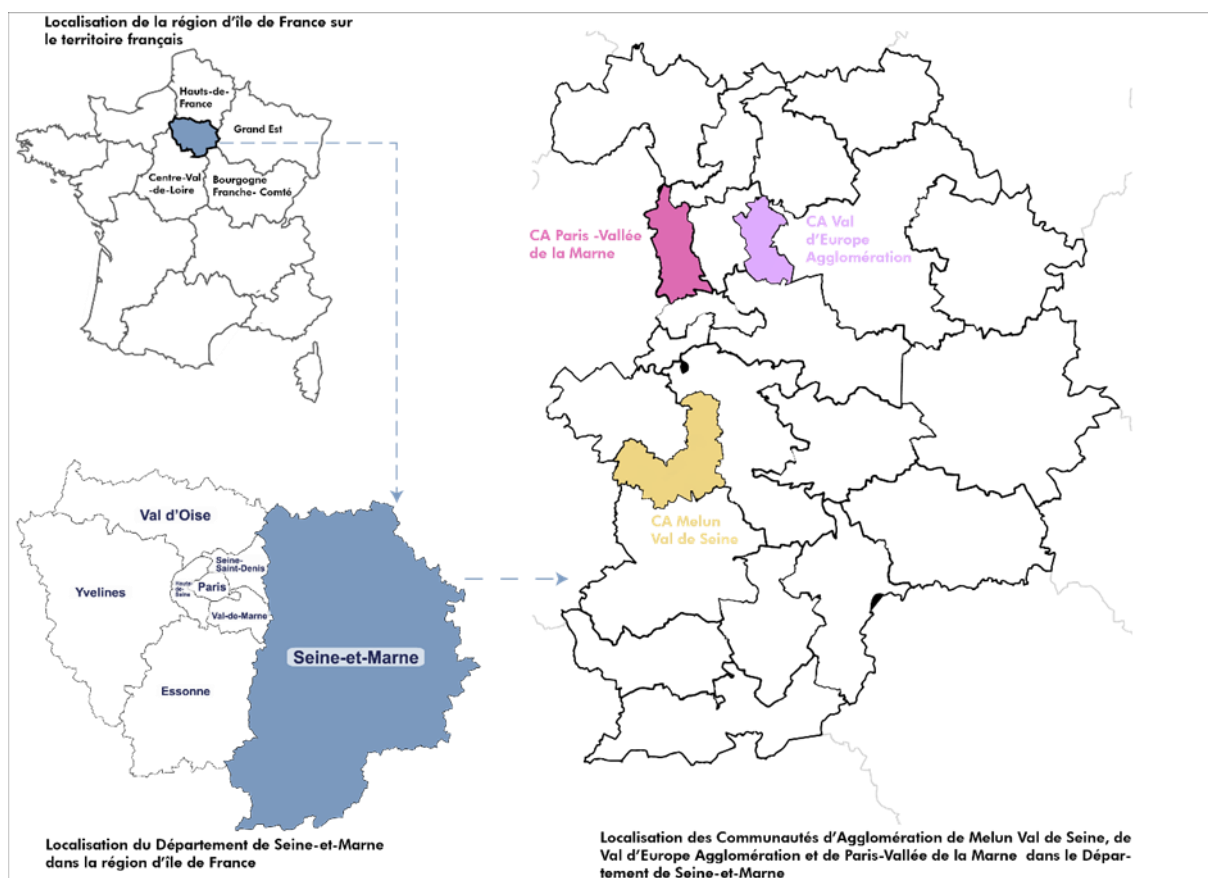 Localisation de la région d'île de France sur
le territoire français
Hauts-de-
France
Grand Est
Centre-Val
-de-Loire
Bourgogne
Franche- Comté
CA Paris -Vallée
de la Marne
CA Val
d'Europe
Agglomération
CA Melun
Val de Seine
Val d'Oise
Yvelines
Seine-
Saint-Denis
Hauts-
de-
Seine
Paris
Val-de-Marne
Seine-et-Marne
Essonne
Localisation du Département de Seine-et-Marne
dans la région d'île de France
Localisation des Communautés d'Agglomération de Melun Val de Seine, de
Val d'Europe Agglomération et de Paris-Vallée de la Marne dans le Dépar-
tement de Seine-et-Marne